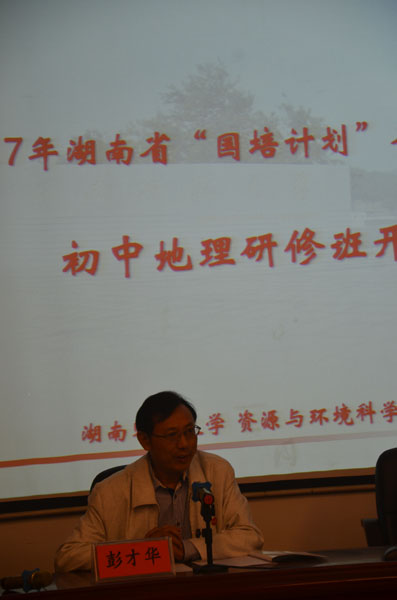 7年湖南省“国培计划”
初中地理研修班开
湖南 学 资源与环境科学
彭才华